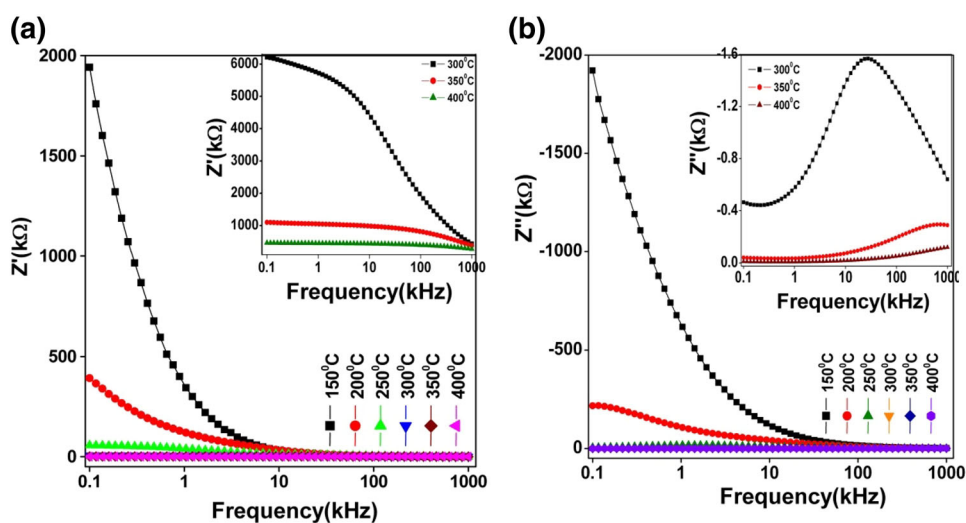 (a)
2000
1500
1000
500
0
Z'(kΩ)
0.1
1
10
100
1000
Frequency(kHz)
150⁰C
200⁰C
250⁰C
300⁰C
350⁰C
400⁰C
6000
5000
4000
3000
2000
1000
Z'(kΩ)
0.1
1
10
100
1000
Frequency(kHz)
300⁰C
350⁰C
400⁰C
(b)
-2000
-1500
-1000
-500
0
Z''(kΩ)
0.1
1
10
100
1000
Frequency(kHz)
150⁰C
200⁰C
250⁰C
300⁰C
350⁰C
400⁰C
-1.6
-1.2
-0.8
-0.4
0.0
Z''(kΩ)
0.1
1
10
100
1000
Frequency(kHz)
300⁰C
350⁰C
400⁰C